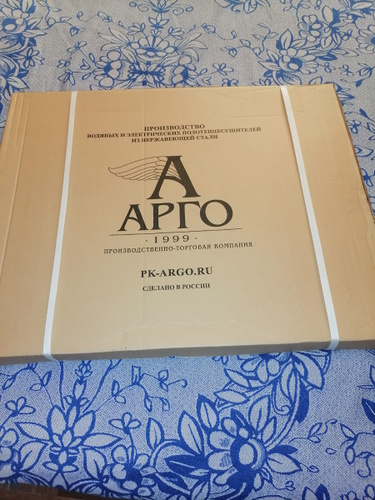 ПРОИЗВОДСТВО
ВОДЯНЫХ И ЭЛЕКТРИЧЕСКИХ ПОЛОТЕНЦЕСУШИТЕЛЕЙ
ИЗ НЕРЖАВЕЮЩЕЙ СТАЛИ
А
АРГО
· 1999 ·
ПРОИЗВОДСТВЕННО-ТОРГОВАЯ КОМПАНИЯ
PK-ARGO.RU
СДЕЛАНО В РОССИИ